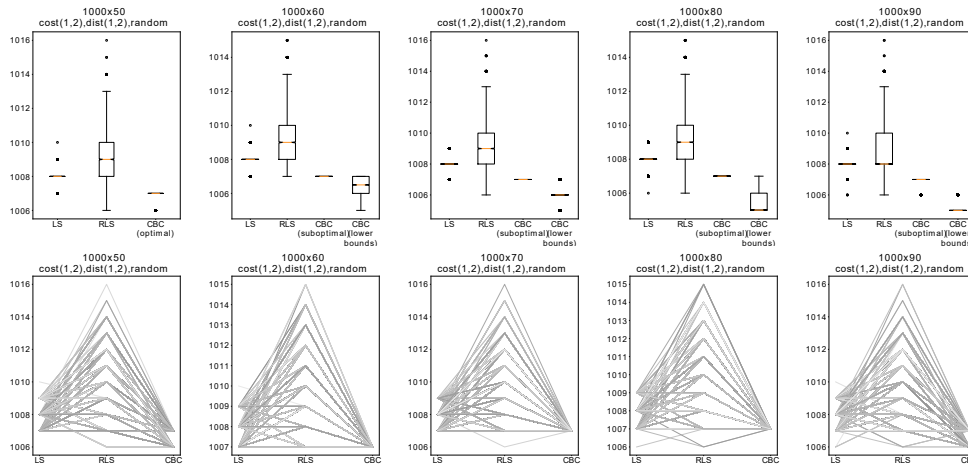 1000x50
cost(1,2),dist(1,2),random
1016
1014
1012
1010
1008
1006
LS
RLS
CBC
(optimal)
1000x60
cost(1,2),dist(1,2),random
1014
1012
1010
1008
1006
LS
RLS
CBC
(suboptimal)
CBC
(lower
bounds)
1000x70
cost(1,2),dist(1,2),random
1016
1014
1012
1010
1008
1006
LS
RLS
CBC
(suboptimal)
CBC
(lower
bounds)
1000x80
cost(1,2),dist(1,2),random
1014
1012
1010
1008
1006
LS
RLS
CBC
(suboptimal)
CBC
(lower
bounds)
1000x90
cost(1,2),dist(1,2),random
1016
1014
1012
1010
1008
1006
LS
RLS
CBC
(suboptimal)
CBC
(lower
bounds)
1000x50
cost(1,2),dist(1,2),random
1016
1014
1012
1010
1008
1006
LS
RLS
CBC
1000x60
cost(1,2),dist(1,2),random
1015
1014
1013
1012
1011
1010
1009
1008
1007
LS
RLS
CBC
1000x70
cost(1,2),dist(1,2),random
1016
1014
1012
1010
1008
1006
LS
RLS
CBC
1000x80
cost(1,2),dist(1,2),random
1015
1014
1013
1012
1011
1010
1009
1008
1007
1006
LS
RLS
CBC
1000x90
cost(1,2),dist(1,2),random
1016
1014
1012
1010
1008
1006
LS
RLS
CBC